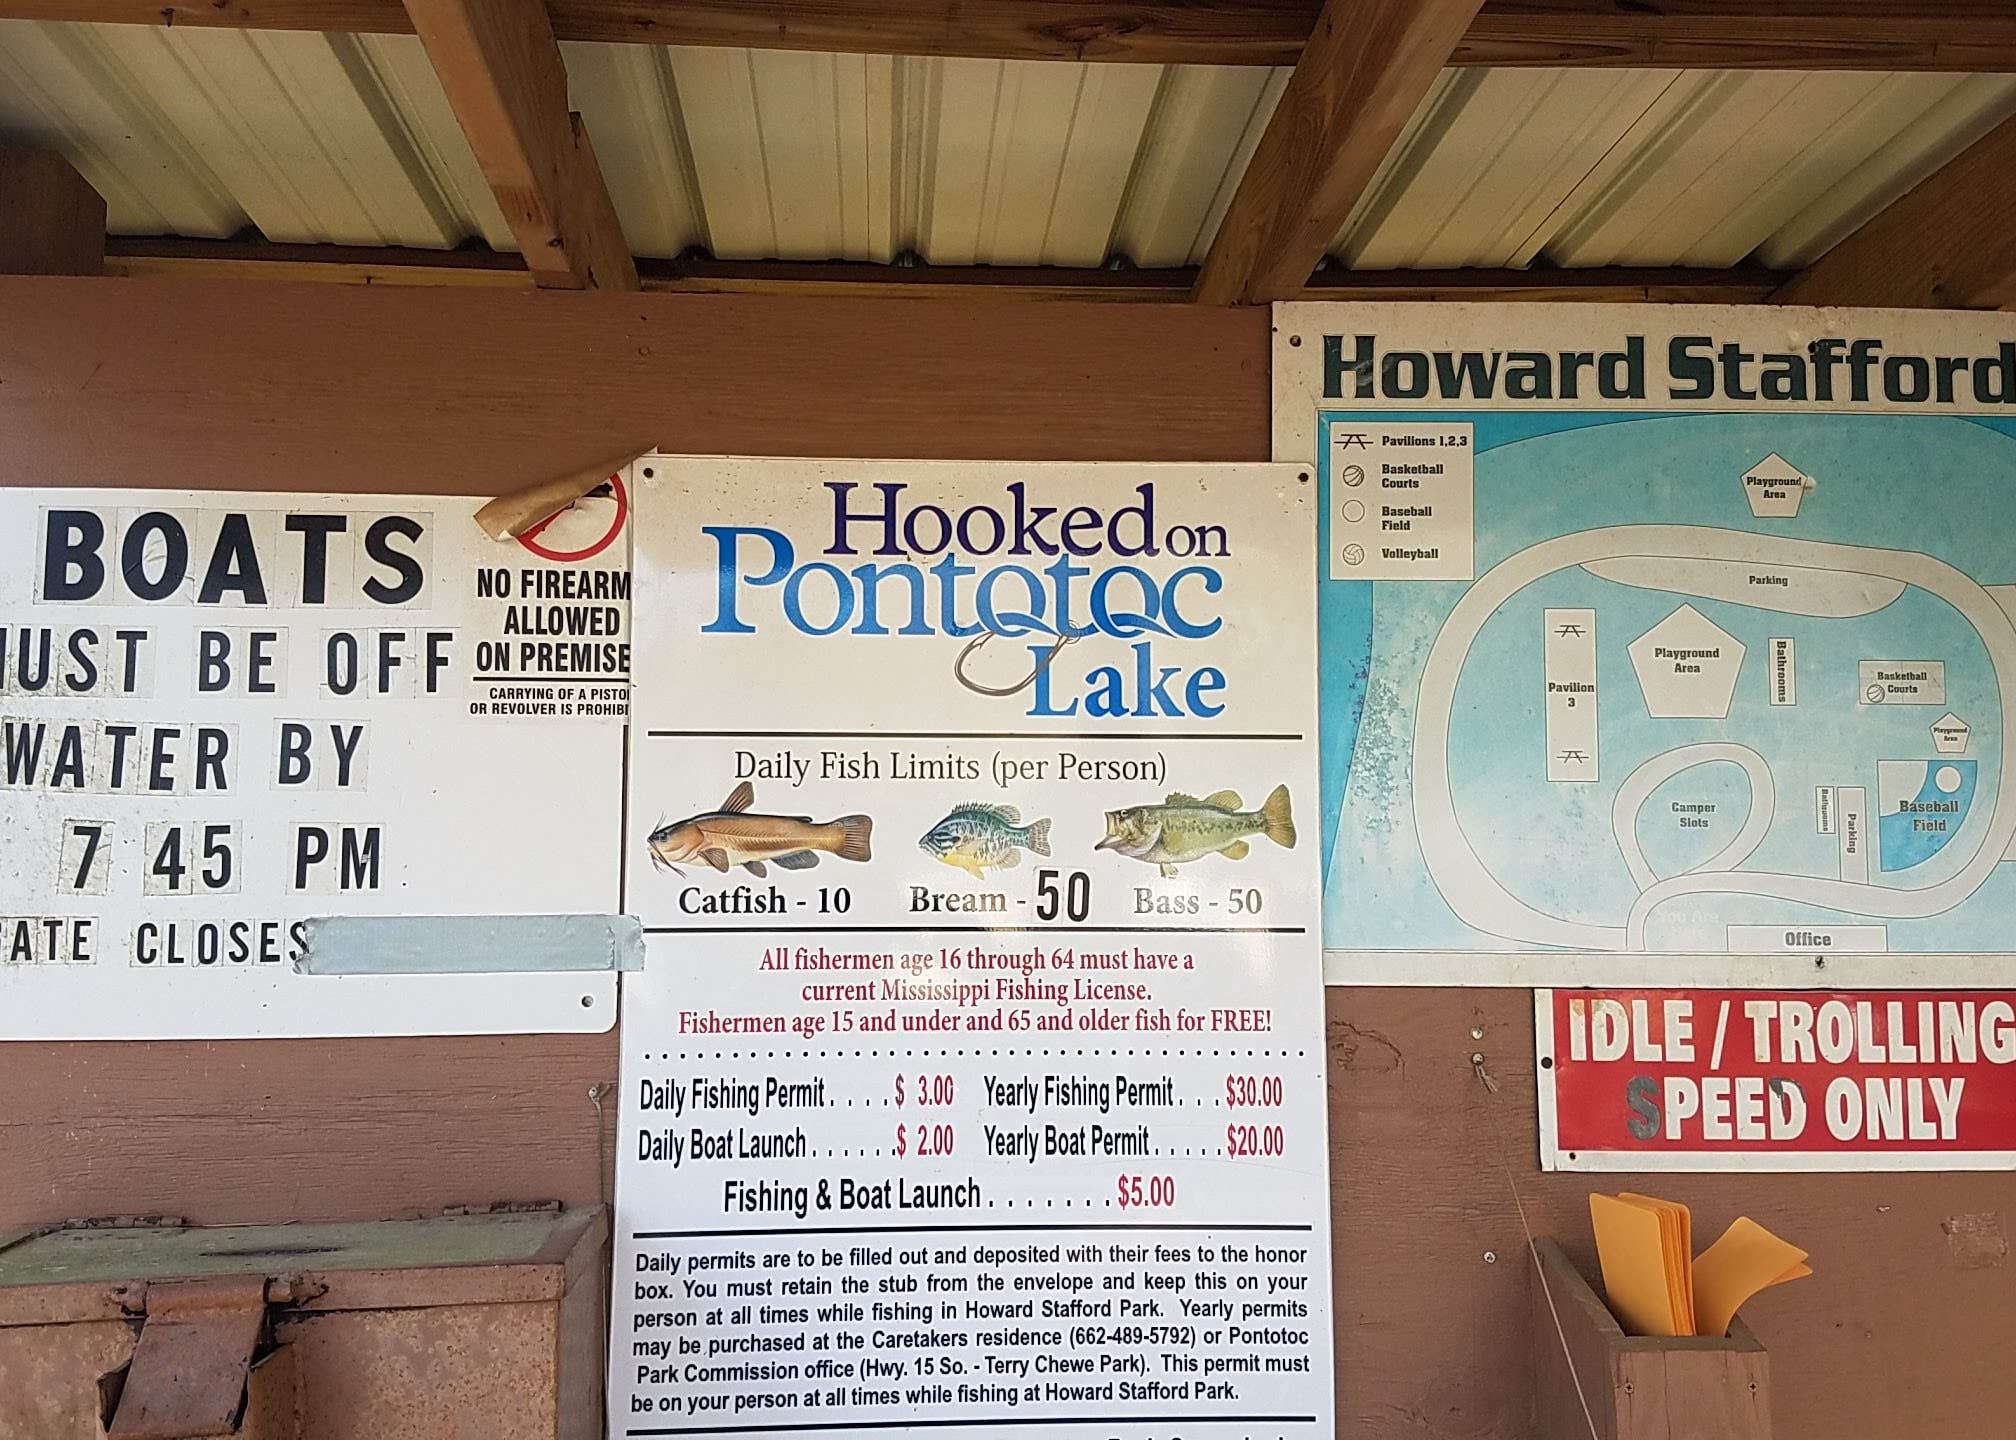 BOATS
UST BE OFF
WATER BY
7 45 PM
ATE CLOSES
NO FIREARM
ALLOWED
ON PREMISE
CARRYING OF A PISTO
OR REVOLVER IS PROHIBI
Hooked on
Pontotoc
Lake
Daily Fish Limits (per Person)
Catfish - 10 Bream - 50 Bass - 50
All fishermen age 16 through 64 must have a
current Mississippi Fishing License.
Fishermen age 15 and under and 65 and older fish for FREE!
Daily Fishing Permit. . . . $ 3.00 Yearly Fishing Permit. . . $30.00
Daily Boat Launch . . . . . . $ 2.00 Yearly Boat Permit. . . . . $20.00
Fishing & Boat Launch . . . . . . . $5.00
Daily permits are to be filled out and deposited with their fees to the honor
box. You must retain the stub from the envelope and keep this on your
person at all times while fishing in Howard Stafford Park. Yearly permits
may be purchased at the Caretakers residence (662-489-5792) or Pontotoc
Park Commission office (Hwy. 15 So. - Terry Chewe Park). This permit must
be on your person at all times while fishing at Howard Stafford Park.
Howard Stafford
Pavilions 1,2,3
Basketball
Courts
Baseball
Field
Volleyball
Playground
Area
Parking
Playground
Area
Bathrooms
Pavilion
3
Basketball
Courts
Playground
Area
Camper
Slots
Parking
Baseball
Field
You Are
Office
IDLE / TROLLING
SPEED ONLY